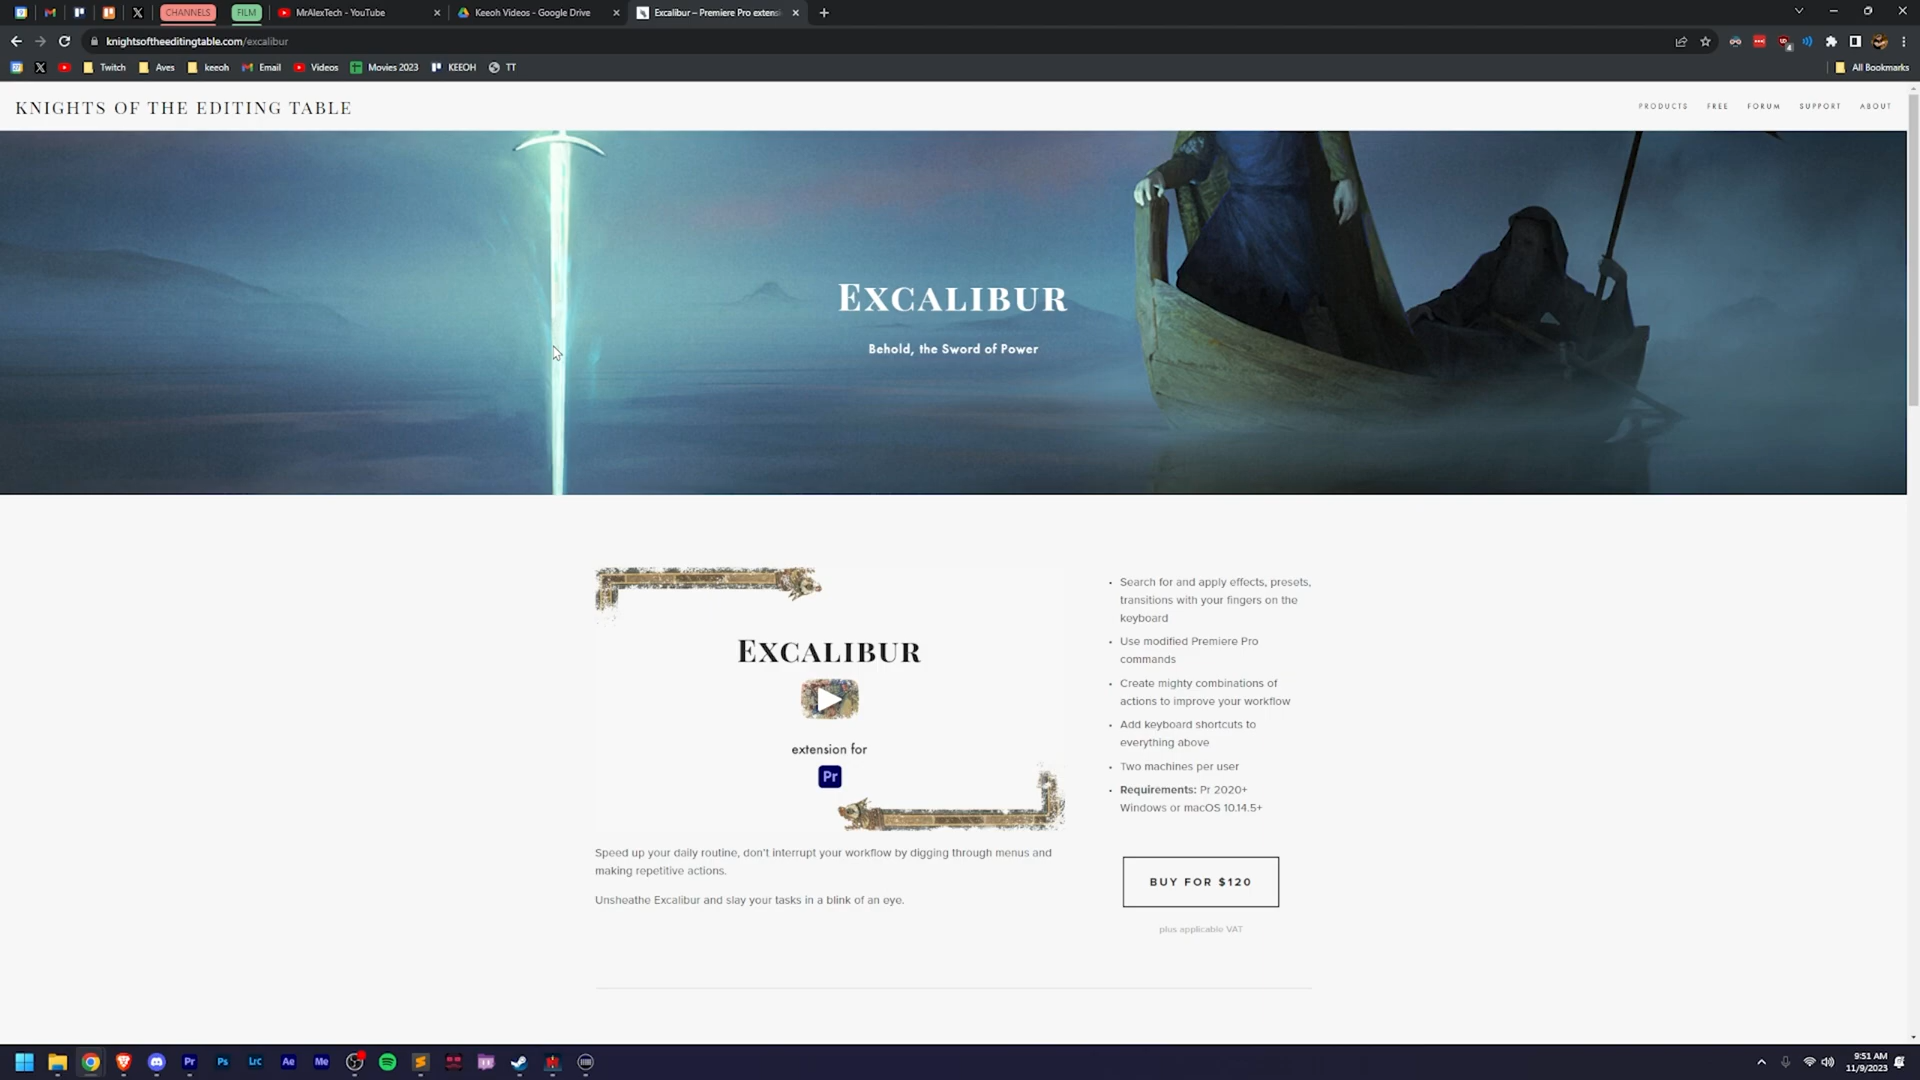 CHANNELS
FILM
MrAlexTech - YouTube
Keeoh Videos - Google Drive
Excalibur – Premiere Pro extensi
knightsoftheeditingtable.com/excalibur
Twitch
Aves
keeoh
Email
Videos
Movies 2023
KEEOH
TT
All Bookmarks
KNIGHTS OF THE EDITING TABLE
PRODUCTS
FREE
FORUM
SUPPORT
ABOUT
EXCALIBUR
Behold, the Sword of Power
EXCALIBUR
extension for
Pr
Speed up your daily routine, don't interrupt your workflow by digging through menus and
making repetitive actions.
Unsheathe Excalibur and slay your tasks in a blink of an eye.
• Search for and apply effects, presets,
transitions with your fingers on the
keyboard
• Use modified Premiere Pro
commands
• Create mighty combinations of
actions to improve your workflow
• Add keyboard shortcuts to
everything above
• Two machines per user
• Requirements: Pr 2020+
Windows or macOS 10.14.5+
BUY FOR $120
plus applicable VAT
Pr
Ps
LrC
Ae
Me
9:51 AM
11/9/2023